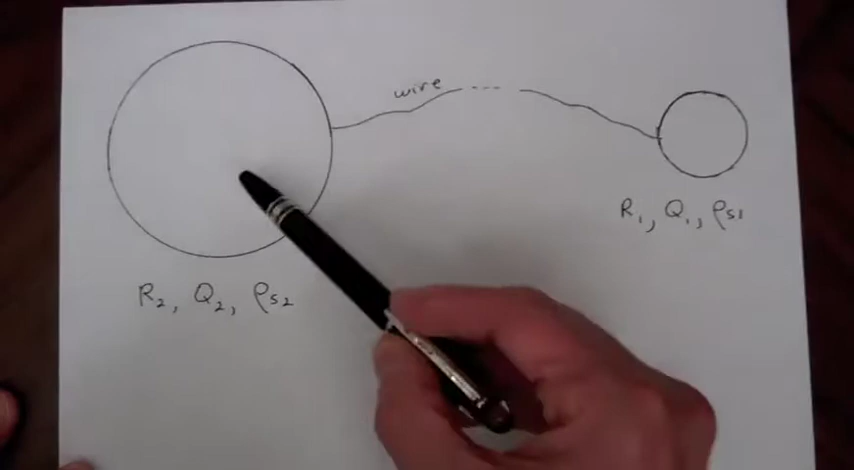 wire
R₁, Q₁, ρs1
R₂, Q₂, ρs2